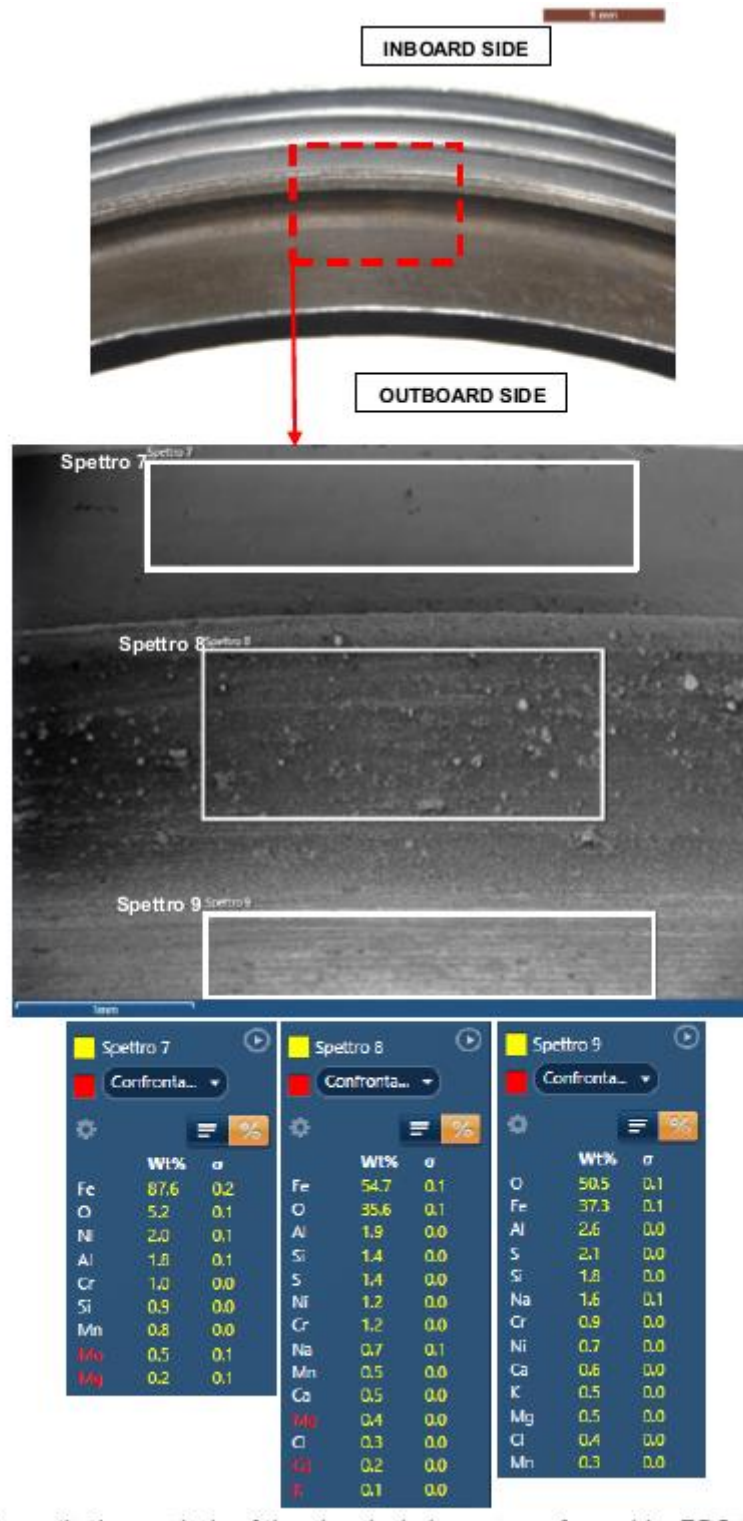 5 mm
INBOARD SIDE
OUTBOARD SIDE
Spettro 7 Spettro 7
Spettro 8 Spettro 8
Spettro 9 Spettro 9
1mm
Spettro 7
Confronta...
%
Wt% σ
Fe 87.6 0.2
O 5.2 0.1
Ni 2.0 0.1
Al 1.8 0.1
Cr 1.0 0.0
Si 0.9 0.0
Mn 0.8 0.0
Mo 0.5 0.1
Mg 0.2 0.1
Spettro 8
Confronta...
%
Wt% σ
Fe 54.7 0.1
O 35.6 0.1
Al 1.9 0.0
Si 1.4 0.0
S 1.4 0.0
Ni 1.2 0.0
Cr 1.2 0.0
Na 0.7 0.1
Mn 0.5 0.0
Ca 0.5 0.0
0.4 0.0
Cl 0.3 0.0
0.2 0.0
K 0.1 0.0
Spettro 9
Confronta...
%
Wt% σ
O 50.5 0.1
Fe 37.3 0.1
Al 2.6 0.0
S 2.1 0.0
Si 1.8 0.0
Na 1.6 0.1
Cr 0.9 0.0
Ni 0.7 0.0
Ca 0.6 0.0
K 0.5 0.0
Mg 0.5 0.0
Cl 0.4 0.0
Mn 0.3 0.0